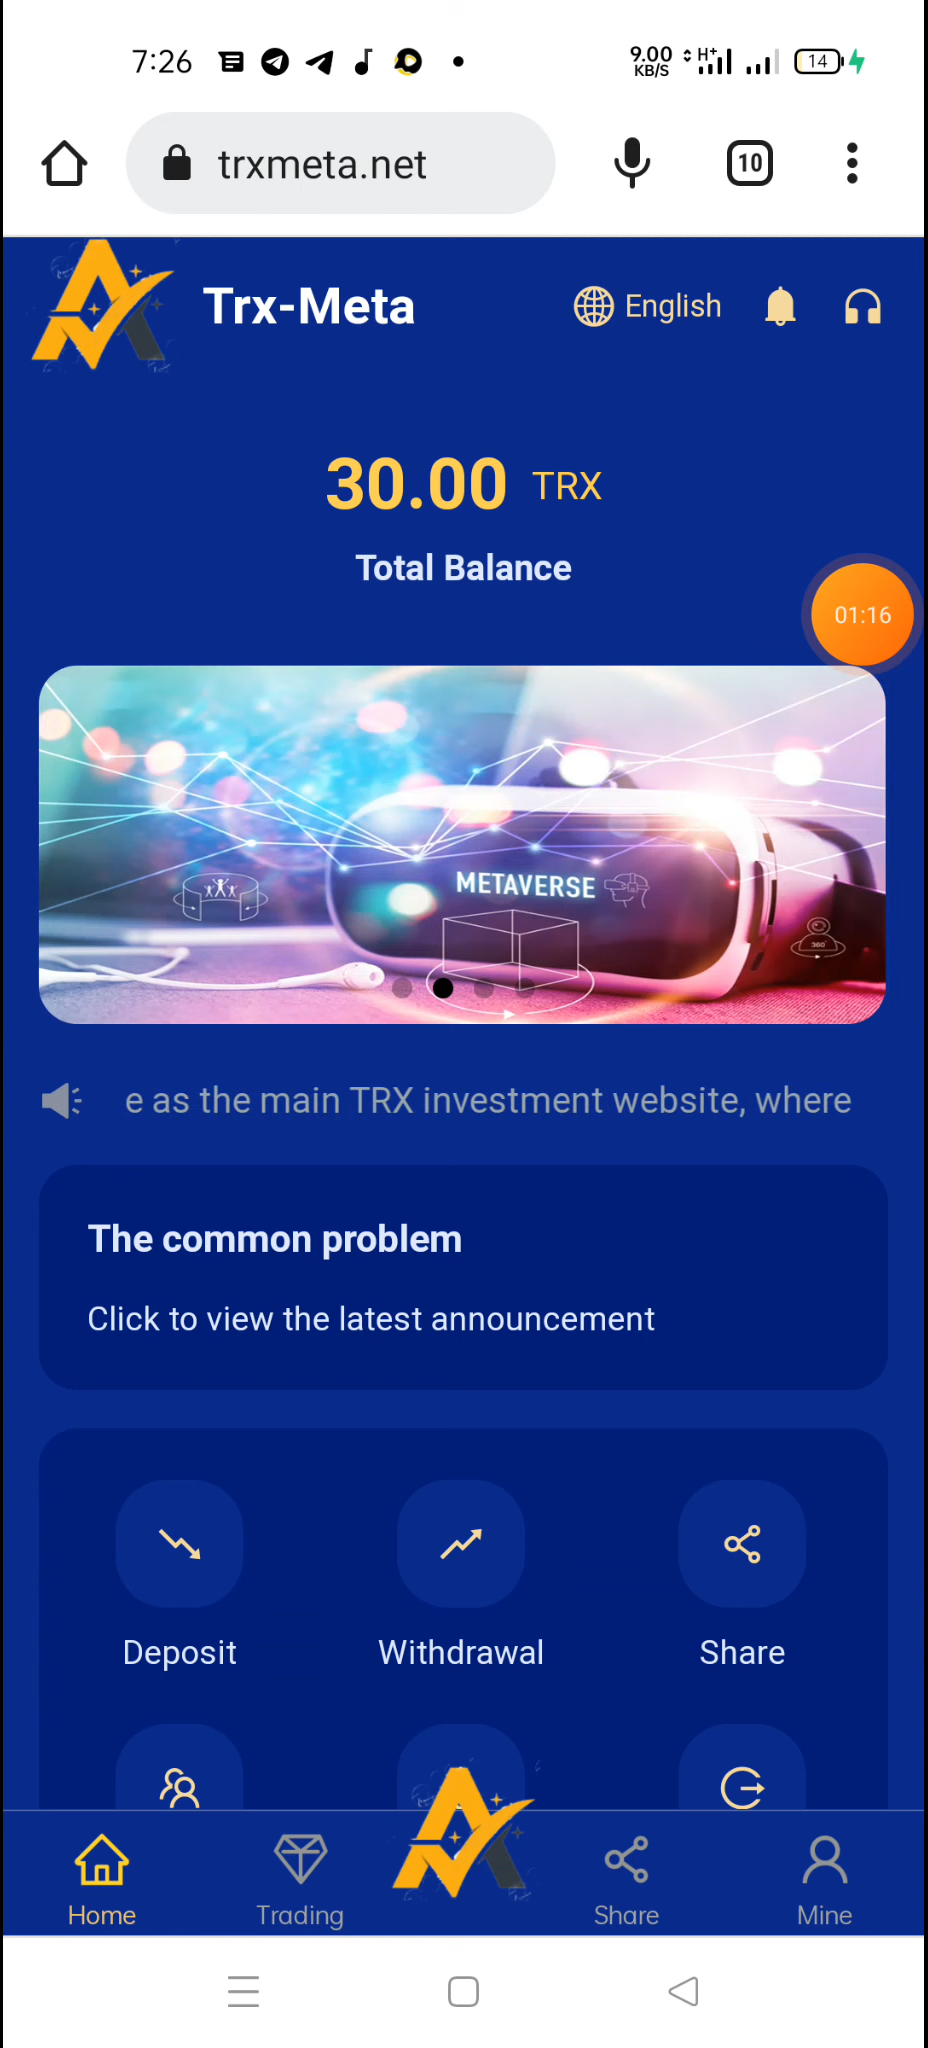 7:26
9.00
KB/S
H+
14
trxmeta.net
10
Trx-Meta
English
30.00 TRX
Total Balance
01:16
METAVERSE
360°
e as the main TRX investment website, where
The common problem
Click to view the latest announcement
Deposit
Withdrawal
Share
Home
Trading
Share
Mine